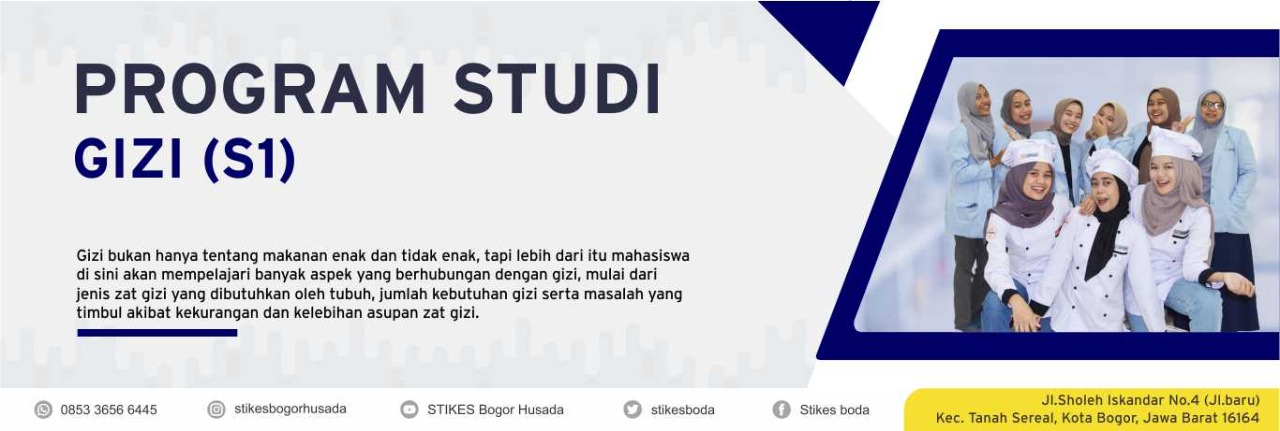 PROGRAM STUDI
GIZI (S1)
Gizi bukan hanya tentang makanan enak dan tidak enak, tapi lebih dari itu mahasiswa
di sini akan mempelajari banyak aspek yang berhubungan dengan gizi, mulai dari
jenis zat gizi yang dibutuhkan oleh tubuh, jumlah kebutuhan gizi serta masalah yang
timbul akibat kekurangan dan kelebihan asupan zat gizi.
0853 3656 6445
stikesbogorhusada
STIKES Bogor Husada
stikesboda
Stikes boda
Jl.Sholeh Iskandar No.4 (Jl.baru)
Kec. Tanah Sereal, Kota Bogor, Jawa Barat 16164